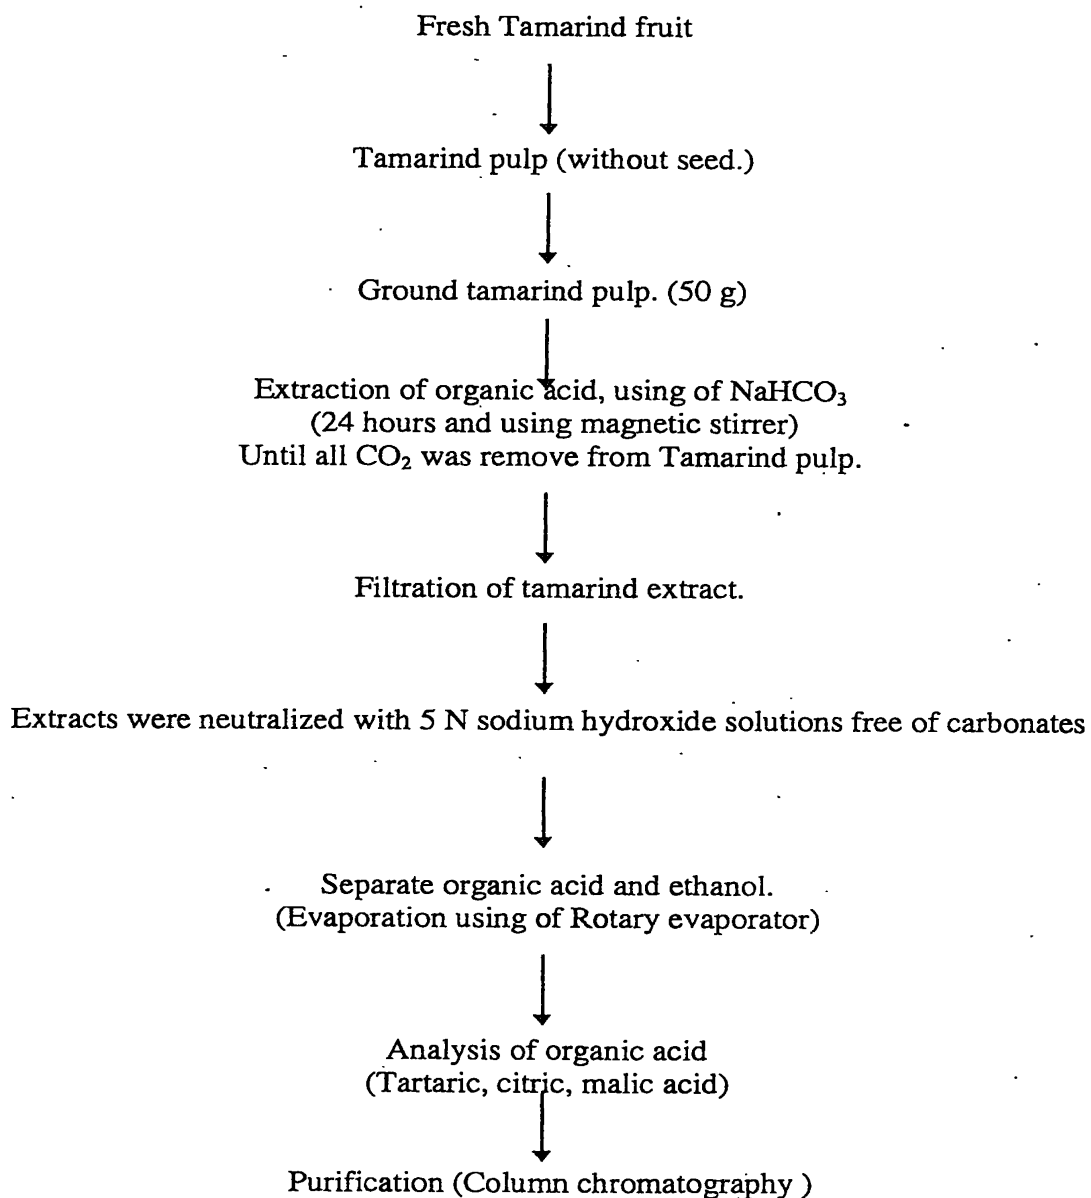 Fresh Tamarind fruit
Tamarind pulp (without seed.)
Ground tamarind pulp. (50 g)
Extraction of organic acid, using of NaHCO₃
(24 hours and using magnetic stirrer)
Until all CO₂ was remove from Tamarind pulp.
Filtration of tamarind extract.
Extracts were neutralized with 5 N sodium hydroxide solutions free of carbonates
Separate organic acid and ethanol.
(Evaporation using of Rotary evaporator)
Analysis of organic acid
(Tartaric, citric, malic acid)
Purification (Column chromatography )